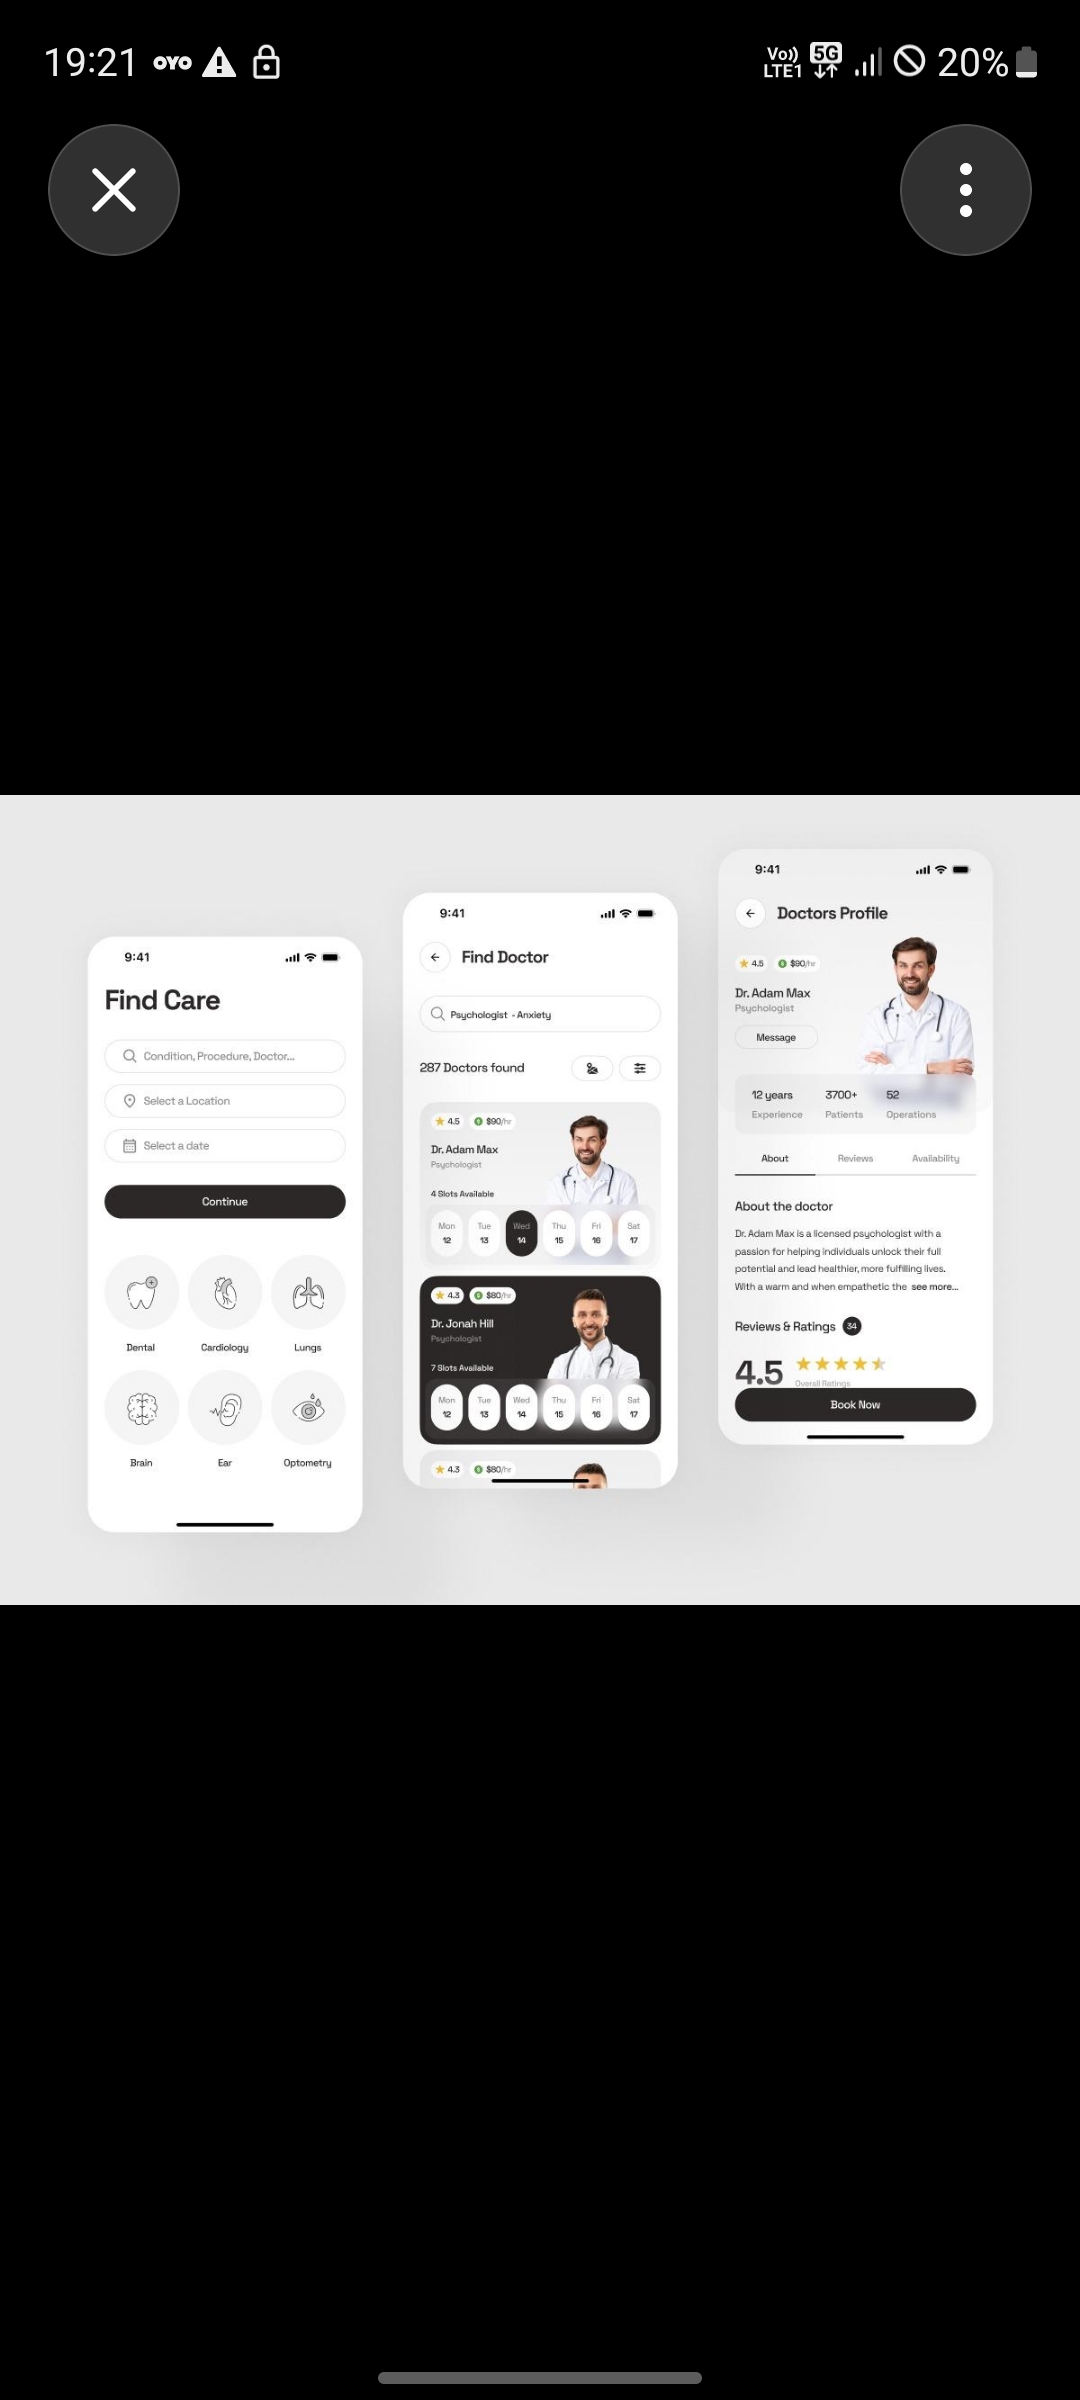 19:21 OYO
Vo)) LTE1 5G 20%
9:41
Find Care
Condition, Procedure, Doctor...
Select a Location
Select a date
Continue
Dental Cardiology Lungs
Brain Ear Optometry
9:41
Find Doctor
Psychologist - Anxiety
287 Doctors found
4.5 $90/hr
Dr. Adam Max
Psychologist
4 Slots Available
Mon Tue Wed Thu Fri Sat
12 13 14 15 16 17
4.3 $80/hr
Dr. Jonah Hill
Psychologist
7 Slots Available
Mon Tue Wed Thu Fri Sat
12 13 14 15 16 17
4.3 $80/hr
9:41
Doctors Profile
4.5 $90/hr
Dr. Adam Max
Psychologist
Message
12 years 3700+ 52
Experience Patients Operations
About Reviews Availability
About the doctor
Dr. Adam Max is a licensed psychologist with a
passion for helping individuals unlock their full
potential and lead healthier, more fulfilling lives.
With a warm and when empathetic the see more...
Reviews & Ratings 34
4.5
Overall Ratings
Book Now